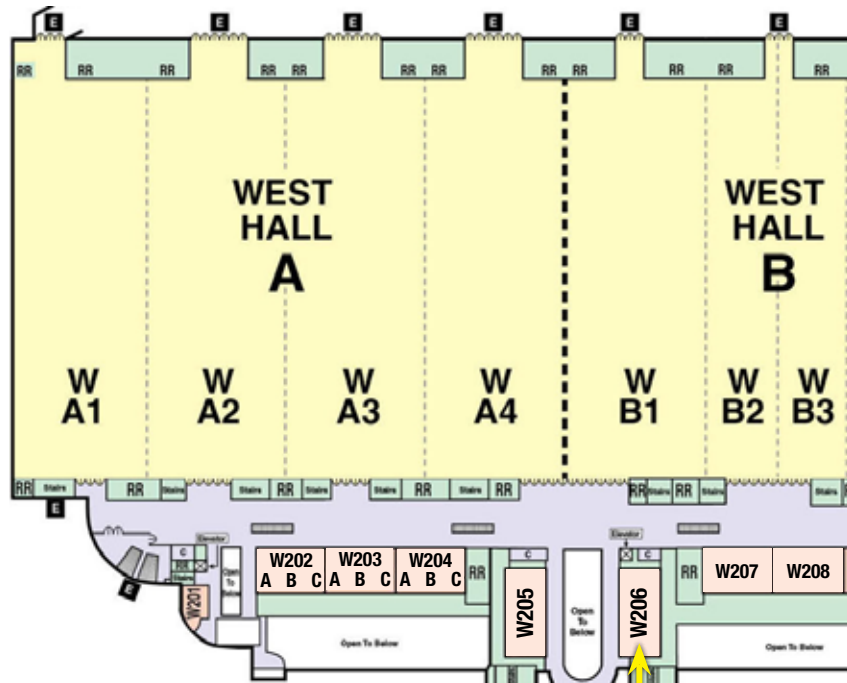 E E E E E E
RR RR RR RR RR RR RR RR RR RR RR RR
WEST
HALL
A
WEST
HALL
B
W
A1
W
A2
W
A3
W
A4
W
B1
W
B2
W
B3
RR Stairs RR Stairs Stairs RR Stairs Stairs RR Stairs RR RR Stairs RR Stairs Stairs
E
Elevator
Elevator
C
RR
Stairs
E
W201
Open
To
Below
W202
A B C
W203
A B C
W204
A B C
RR
C
W205
Open
To
Below
C
W206
RR
W207
W208
Open To Below
Open To Below